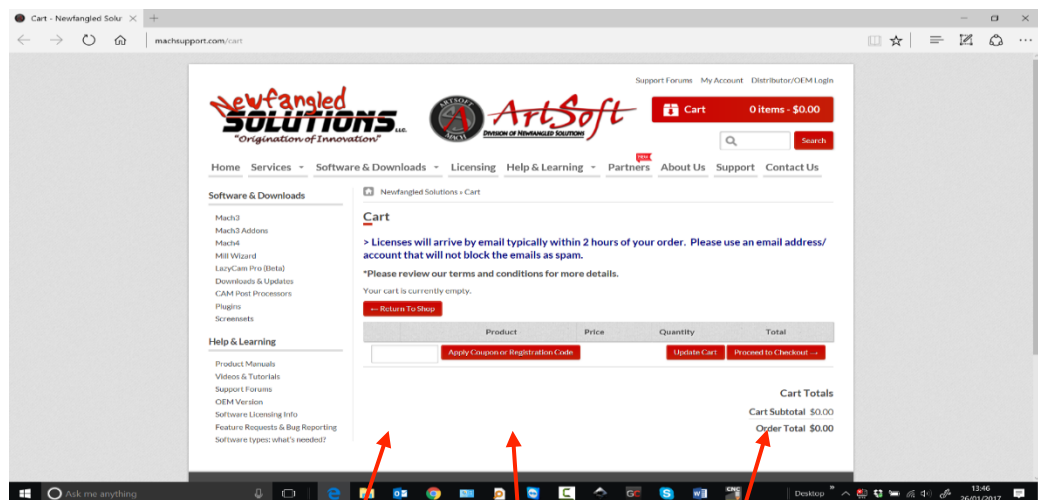 Cart - Newfangled Solu
machsupport.com/cart
Support Forums My Account Distributor/OEM Login
Newfangled
SOLUTIONS LLC.
"Origination of Innovation"
ARTSOFT
MACH
ArtSoft
DIVISION OF NEWFANGLED SOLUTIONS
Cart 0 items - $0.00
Search
NEW
Home Services Software & Downloads Licensing Help & Learning Partners About Us Support Contact Us
Software & Downloads
Mach3
Mach3 Addons
Mach4
Mill Wizard
LazyCam Pro (Beta)
Downloads & Updates
CAM Post Processors
Plugins
Screensets
Help & Learning
Product Manuals
Videos & Tutorials
Support Forums
OEM Version
Software Licensing Info
Feature Requests & Bug Reporting
Software types: what's needed?
Newfangled Solutions » Cart
Cart
> Licenses will arrive by email typically within 2 hours of your order. Please use an email address/
account that will not block the emails as spam.
*Please review our terms and conditions for more details.
Your cart is currently empty.
← Return To Shop
Product Price Quantity Total
Apply Coupon or Registration Code Update Cart Proceed to Checkout →
Cart Totals
Cart Subtotal $0.00
Order Total $0.00
Ask me anything
GC
CNC
Desktop
13:46
26/01/2017